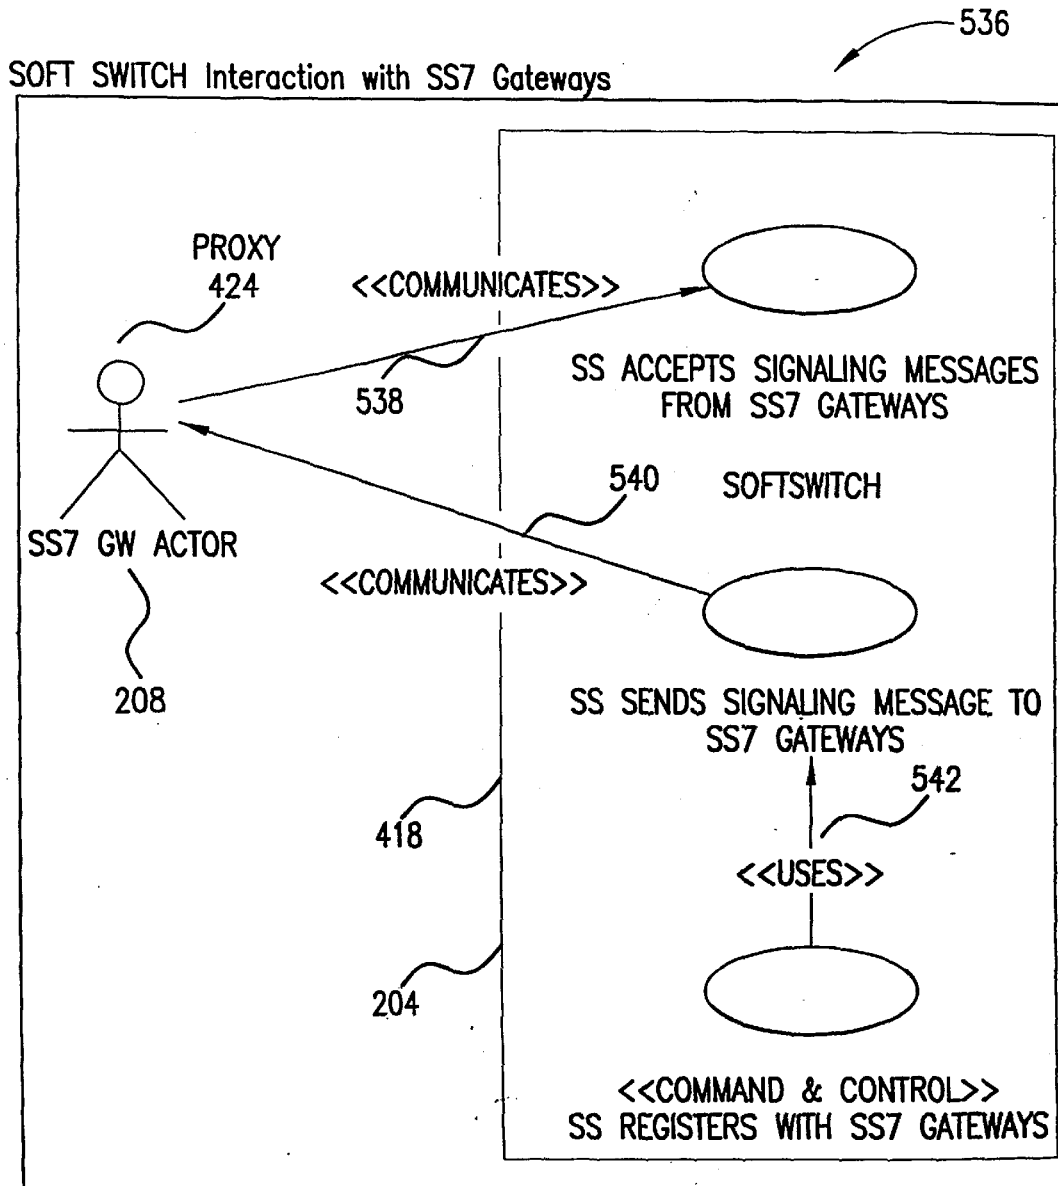 536
SOFT SWITCH Interaction with SS7 Gateways
PROXY
424
<<COMMUNICATES>>
538
SS ACCEPTS SIGNALING MESSAGES
FROM SS7 GATEWAYS
540
SOFTSWITCH
SS7 GW ACTOR
<<COMMUNICATES>>
208
SS SENDS SIGNALING MESSAGE TO
SS7 GATEWAYS
542
418
<<USES>>
204
<<COMMAND & CONTROL>>
SS REGISTERS WITH SS7 GATEWAYS